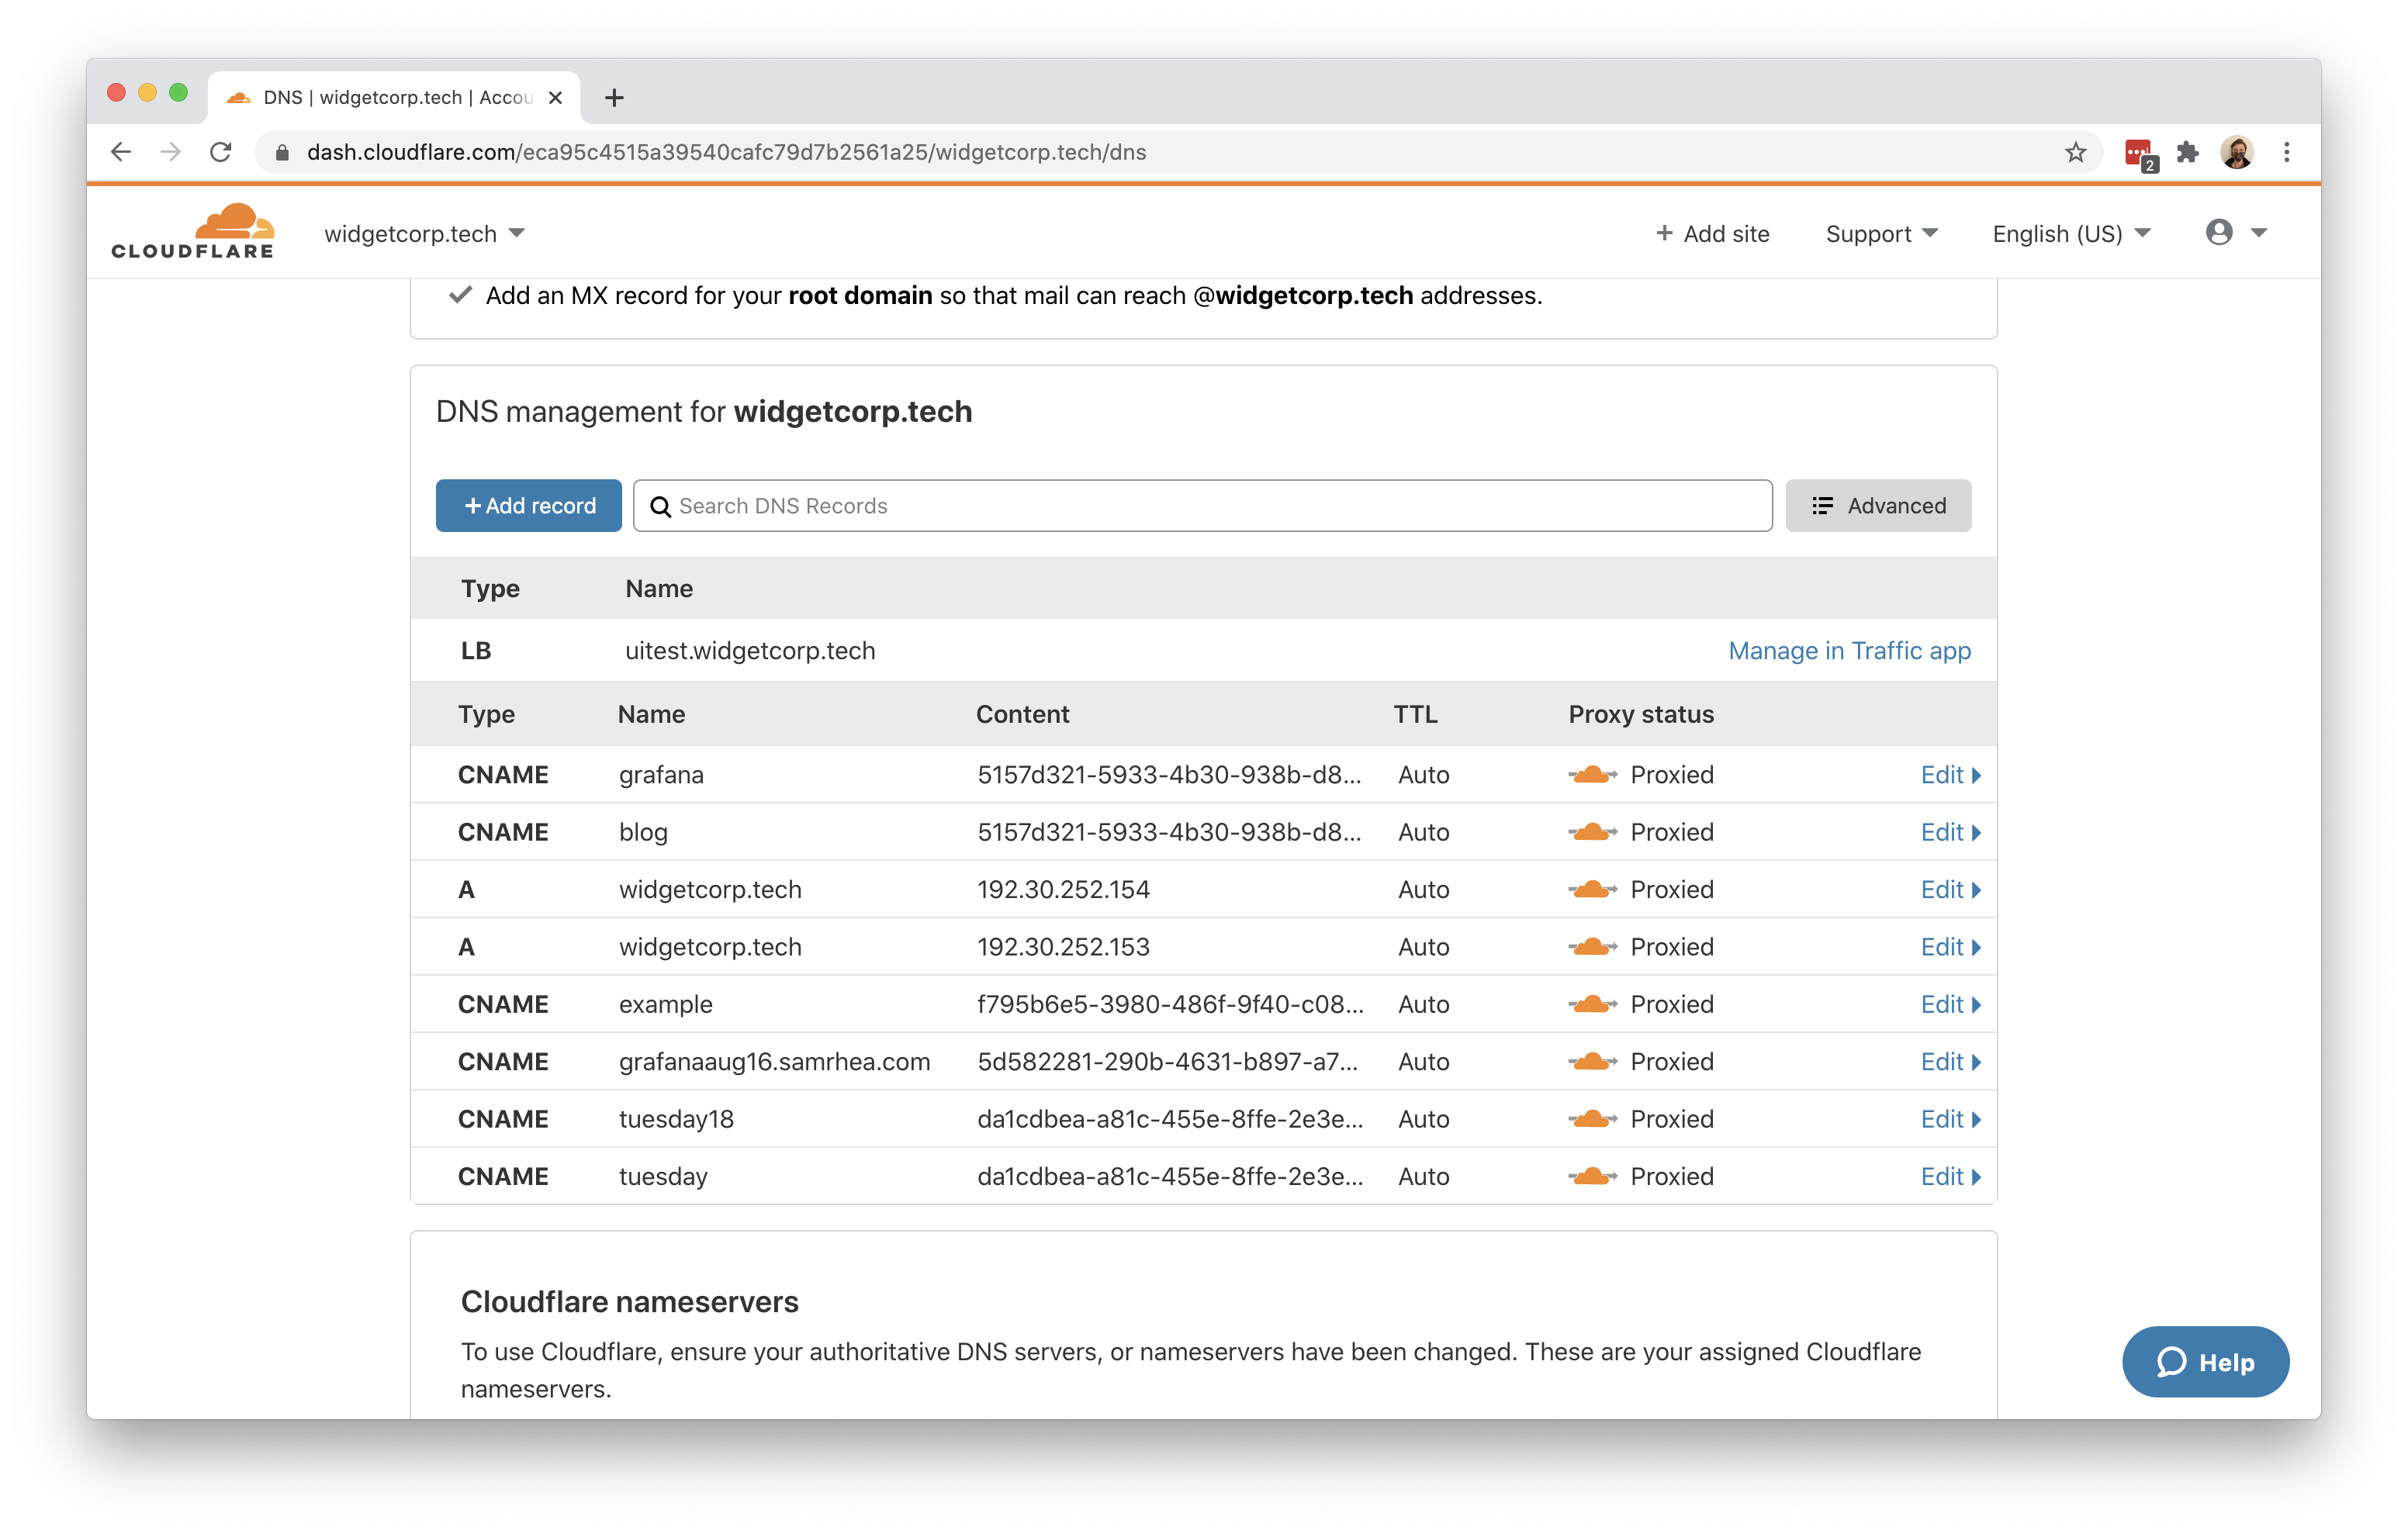 DNS | widgetcorp.tech | Accou
dash.cloudflare.com/eca95c4515a39540cafc79d7b2561a25/widgetcorp.tech/dns
2
CLOUDFLARE
widgetcorp.tech
+ Add site
Support
English (US)
Add an MX record for your root domain so that mail can reach @widgetcorp.tech addresses.
DNS management for widgetcorp.tech
+ Add record
Search DNS Records
Advanced
Type Name
LB uitest.widgetcorp.tech Manage in Traffic app
Type Name Content TTL Proxy status
CNAME grafana 5157d321-5933-4b30-938b-d8... Auto Proxied Edit
CNAME blog 5157d321-5933-4b30-938b-d8... Auto Proxied Edit
A widgetcorp.tech 192.30.252.154 Auto Proxied Edit
A widgetcorp.tech 192.30.252.153 Auto Proxied Edit
CNAME example f795b6e5-3980-486f-9f40-c08... Auto Proxied Edit
CNAME grafanaaug16.samrhea.com 5d582281-290b-4631-b897-a7... Auto Proxied Edit
CNAME tuesday18 da1cdbea-a81c-455e-8ffe-2e3e... Auto Proxied Edit
CNAME tuesday da1cdbea-a81c-455e-8ffe-2e3e... Auto Proxied Edit
Cloudflare nameservers
To use Cloudflare, ensure your authoritative DNS servers, or nameservers have been changed. These are your assigned Cloudflare
nameservers.
Help